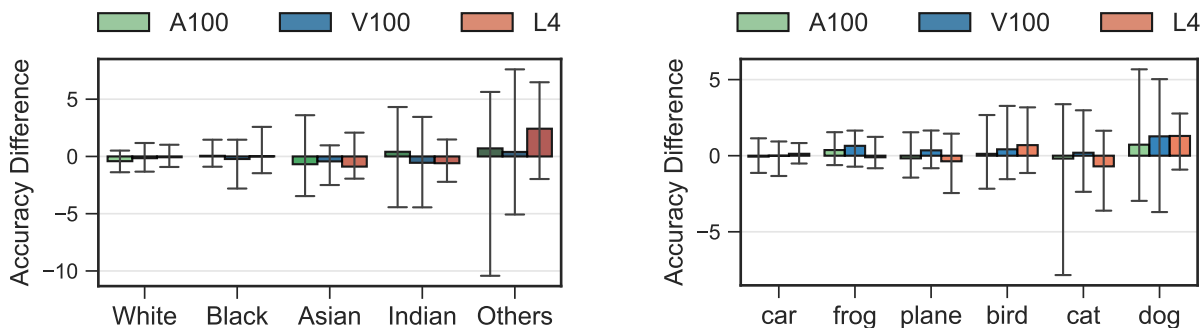 A100 V100 L4
Accuracy Difference
5
0
−5
−10
White Black Asian Indian Others
A100 V100 L4
Accuracy Difference
5
0
−5
car frog plane bird cat dog